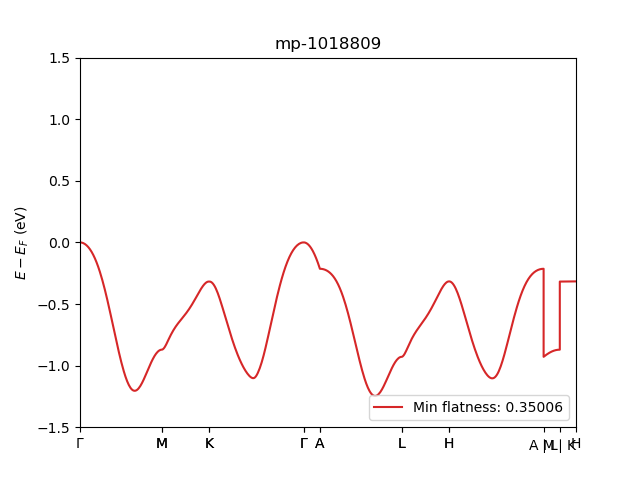 mp-1018809
E − E_F (eV)
1.5
1.0
0.5
0.0
−0.5
−1.0
−1.5
Min flatness: 0.35006
Γ M K Γ A L H A | M L | K H